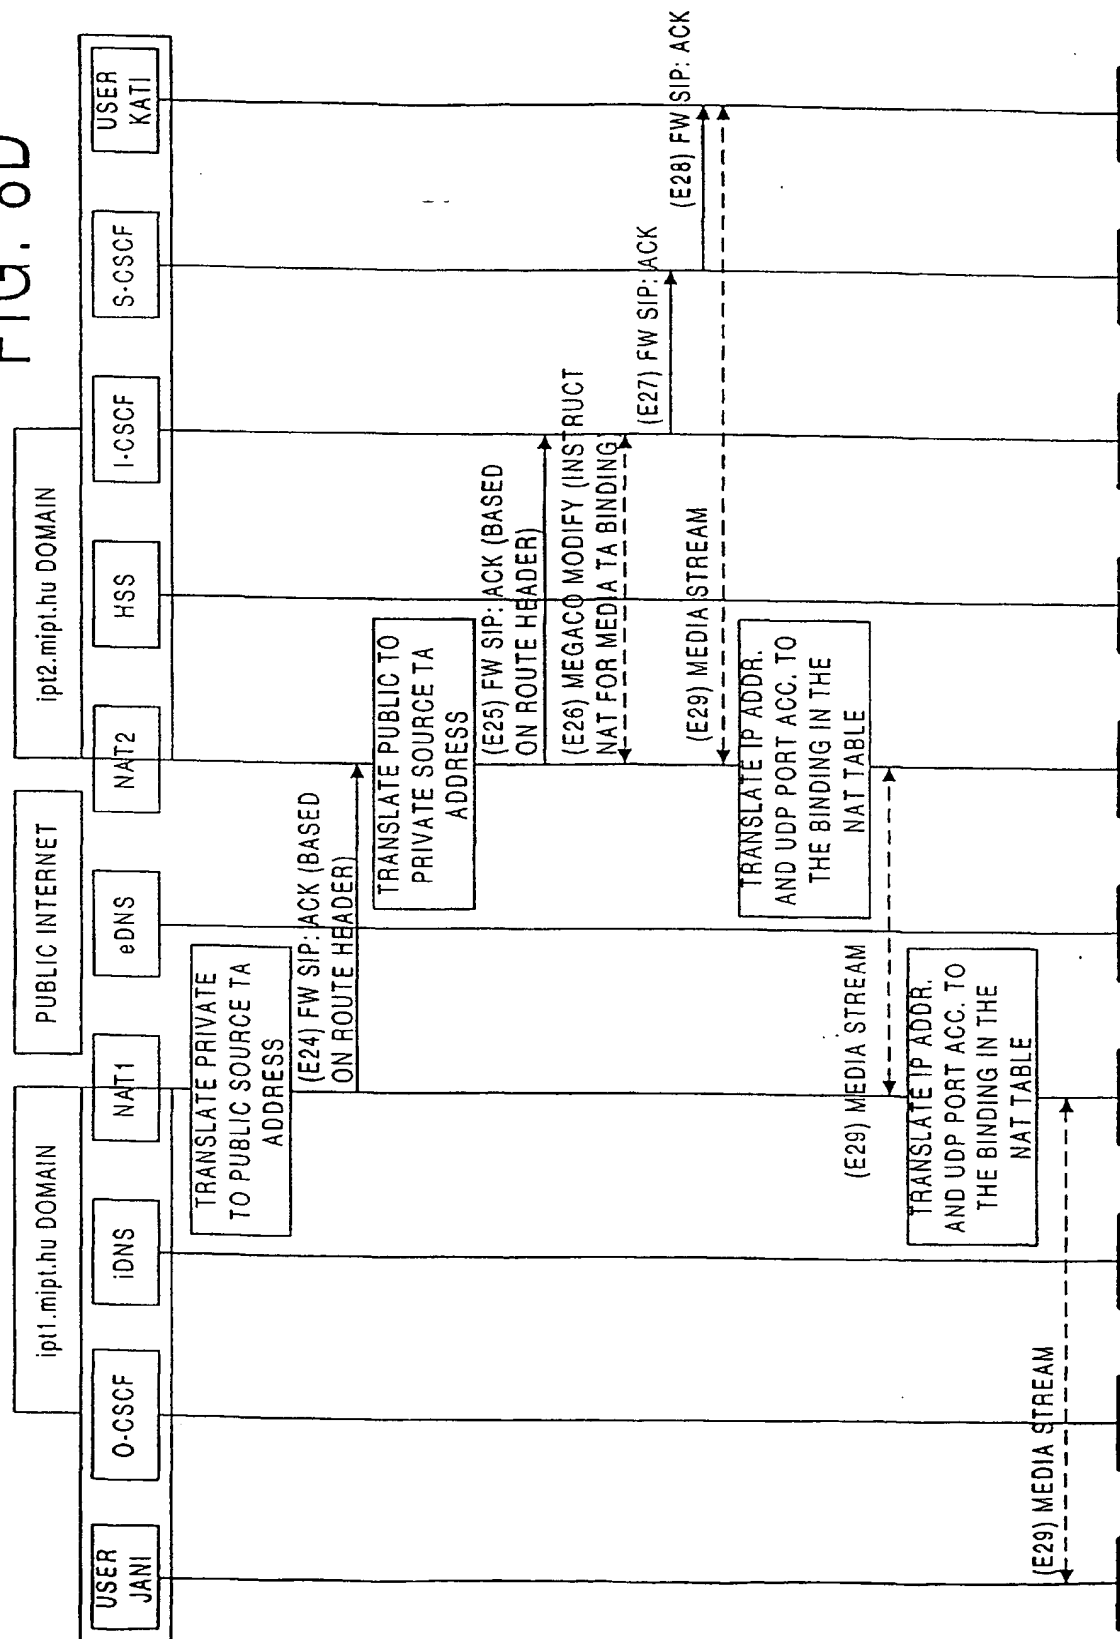 FIG. 8D
ipt1.mipt.hu DOMAIN
PUBLIC INTERNET
ipt2.mipt.hu DOMAIN
USER
JANI
O-CSCF
iDNS
NAT1
eDNS
NAT2
HSS
I-CSCF
S-CSCF
USER
KATI
TRANSLATE PRIVATE
TO PUBLIC SOURCE TA
ADDRESS
(E24) FW SIP: ACK (BASED
ON ROUTE HEADER)
TRANSLATE PUBLIC TO
PRIVATE SOURCE TA
ADDRESS
(E25) FW SIP: ACK (BASED
ON ROUTE HEADER)
(E26) MEGACO MODIFY (INSTRUCT
NAT FOR MEDIA TA BINDING
(E27) FW SIP: ACK
(E28) FW SIP: ACK
(E29) MEDIA STREAM
TRANSLATE IP ADDR.
AND UDP PORT ACC. TO
THE BINDING IN THE
NAT TABLE
(E29) MEDIA STREAM
TRANSLATE IP ADDR.
AND UDP PORT ACC. TO
THE BINDING IN THE
NAT TABLE
(E29) MEDIA STREAM